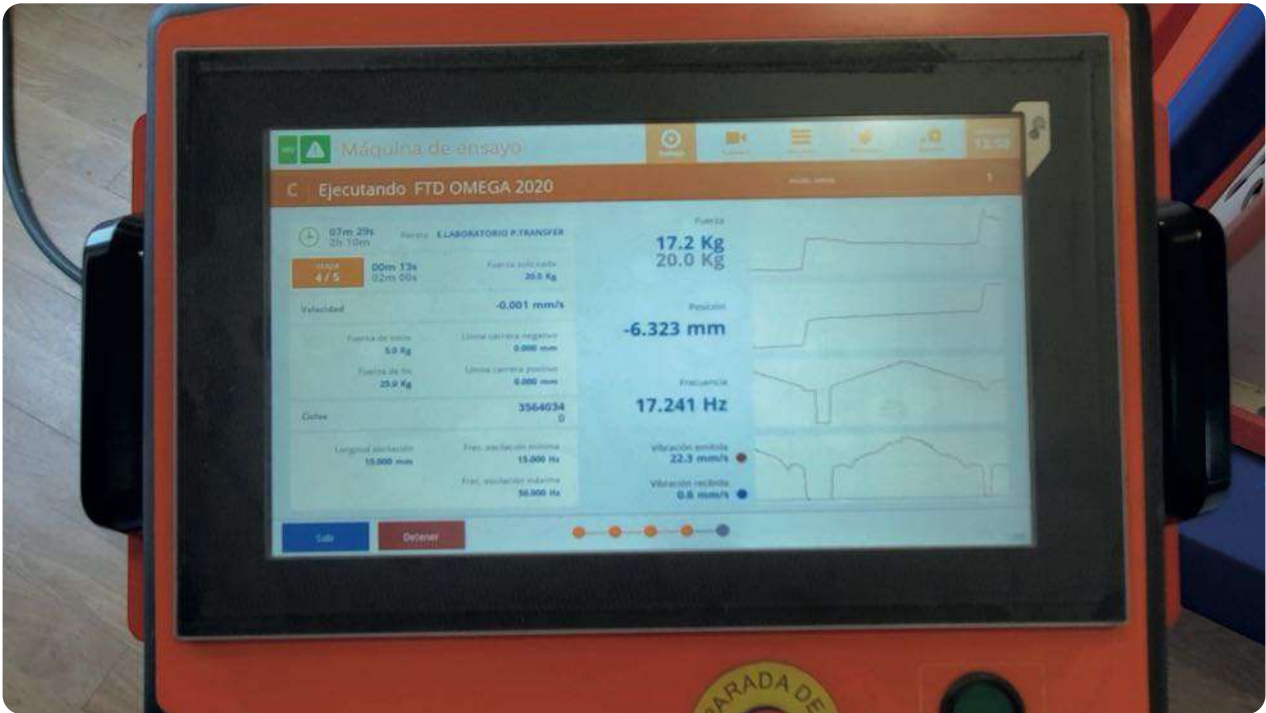 Máquina de ensayo
Trabajo
13:50
C Ejecutando FTD OMEGA 2020
1
07m 29s
2h 10m
Receta E.LABORATORIO P.TRANSFER
ETAPA
4 / 5
00m 13s
02m 00s
Fuerza solicitada
20.0 Kg
Velocidad -0.001 mm/s
Fuerza de inicio
5.0 Kg
Límite carrera negativo
0.000 mm
Fuerza de fin
25.0 Kg
Límite carrera positivo
0.000 mm
Ciclos 3564034
0
Longitud oscilación
15.000 mm
Frec. oscilación mínima
15.000 Hz
Frec. oscilación máxima
50.000 Hz
Fuerza
17.2 Kg
20.0 Kg
Posición
-6.323 mm
Frecuencia
17.241 Hz
Vibración emitida
22.3 mm/s
Vibración recibida
0.6 mm/s
Salir
Detener
PARADA DE